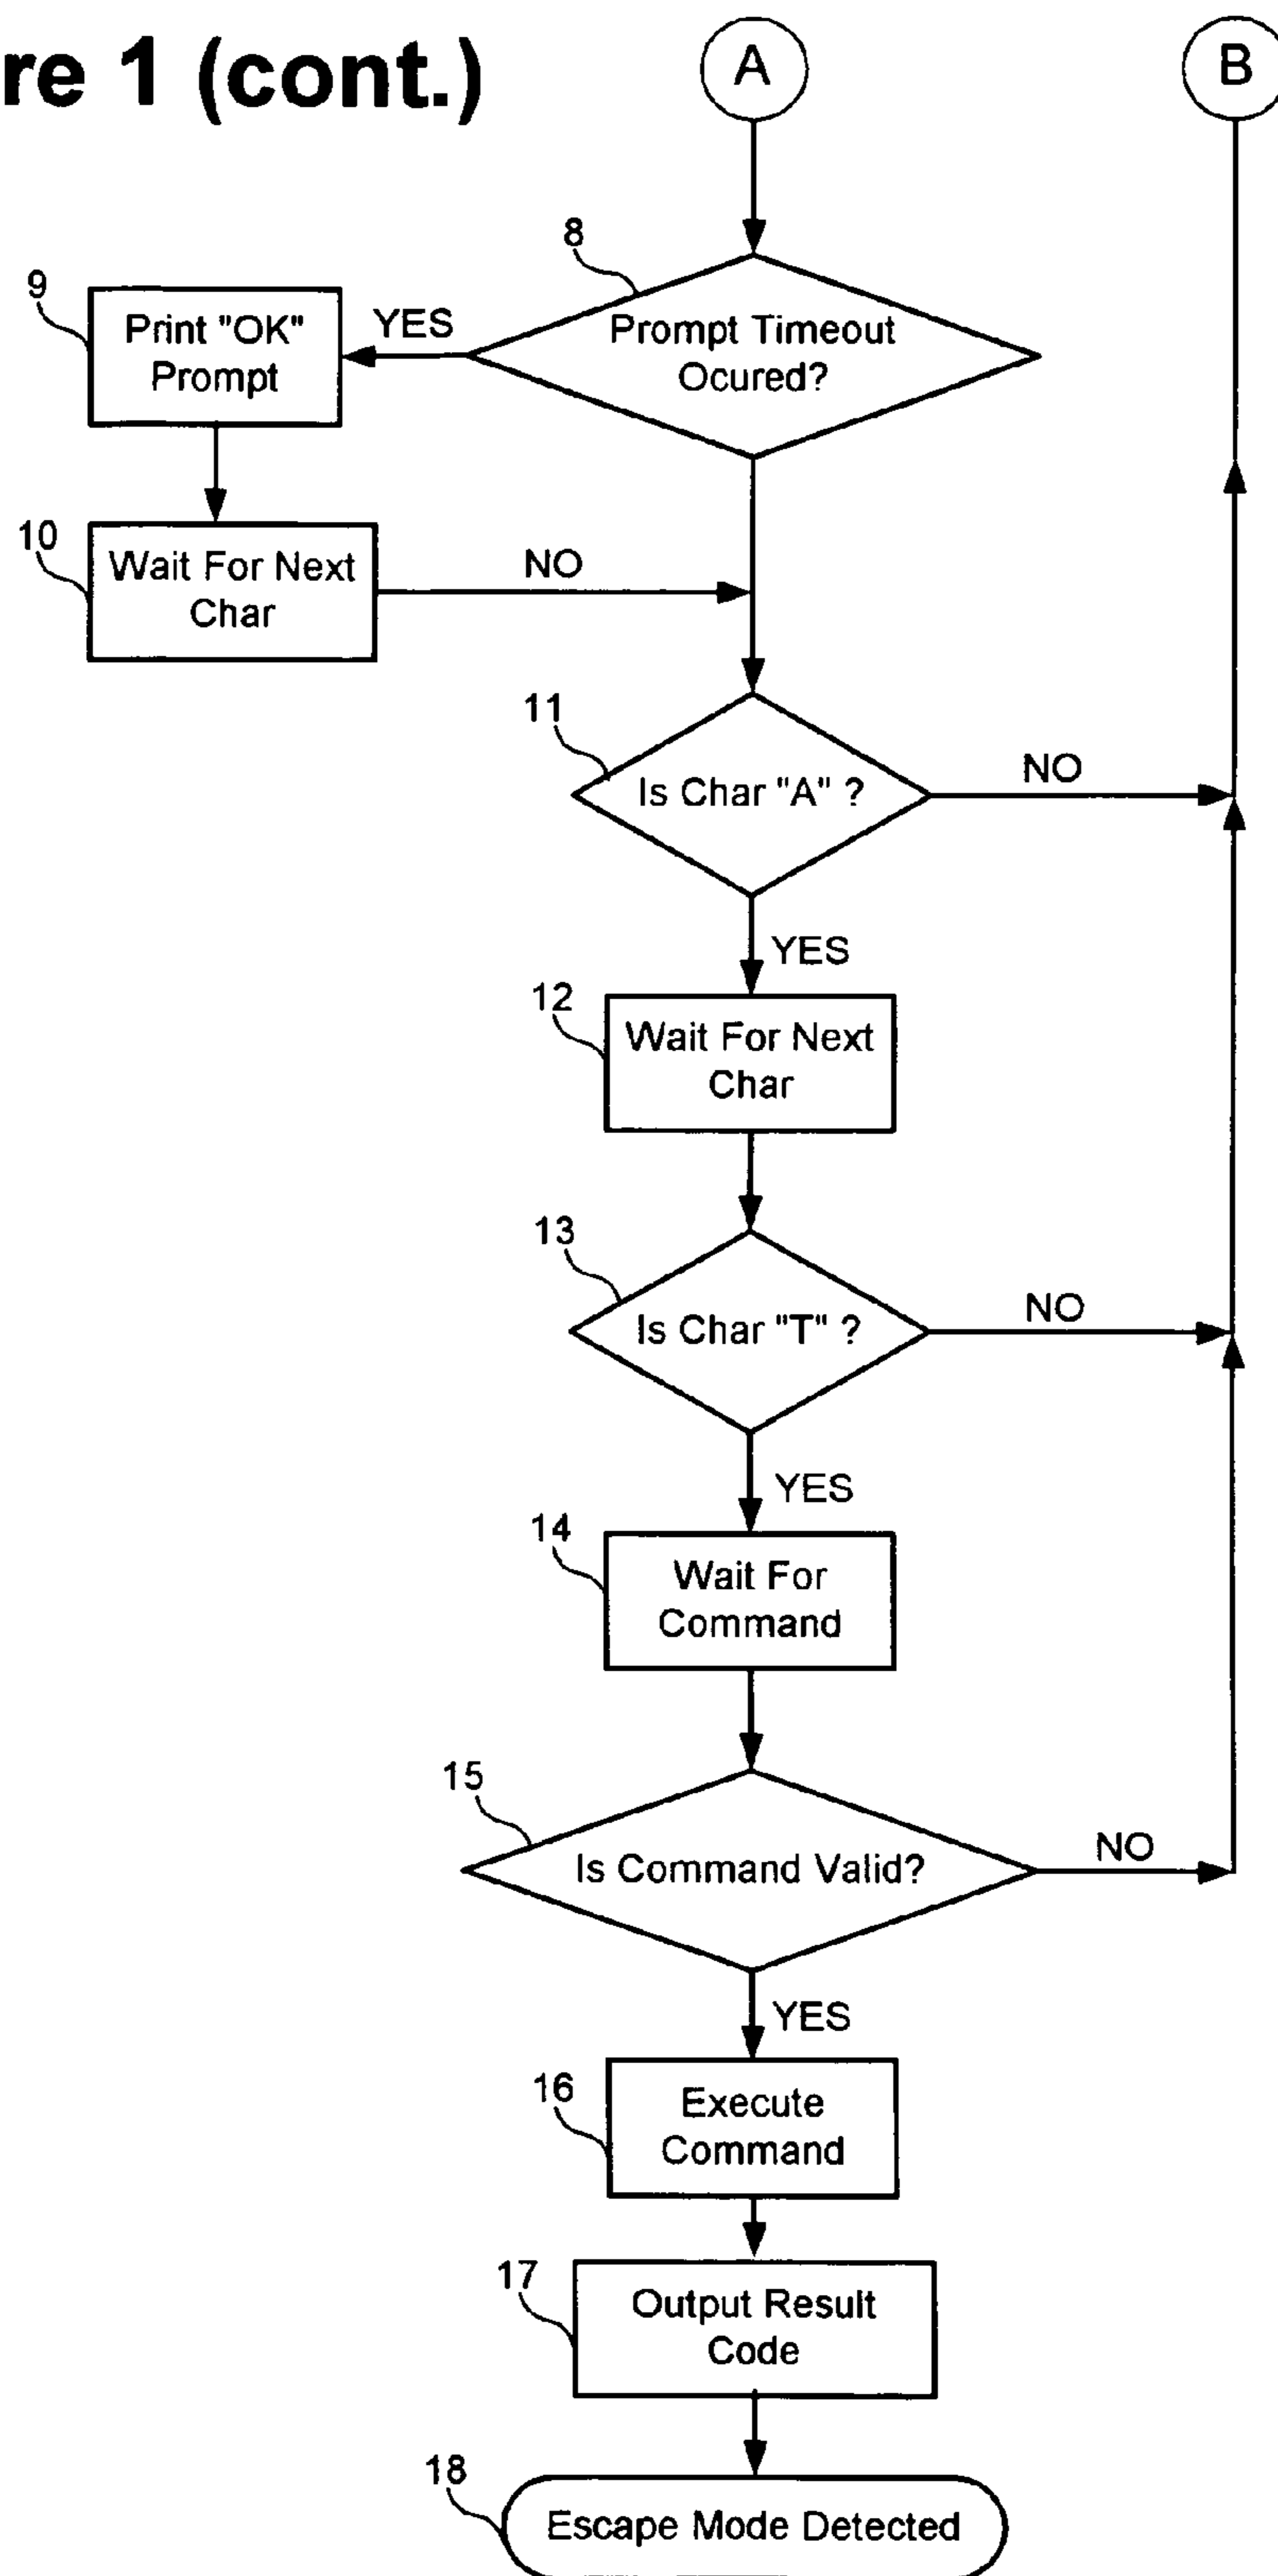 re 1 (cont.)
A
B
8
Prompt Timeout
Ocured?
YES
9
Print "OK"
Prompt
10
Wait For Next
Char
NO
11
Is Char "A" ?
NO
YES
12
Wait For Next
Char
13
Is Char "T" ?
NO
YES
14
Wait For
Command
15
Is Command Valid?
NO
YES
16
Execute
Command
17
Output Result
Code
18
Escape Mode Detected